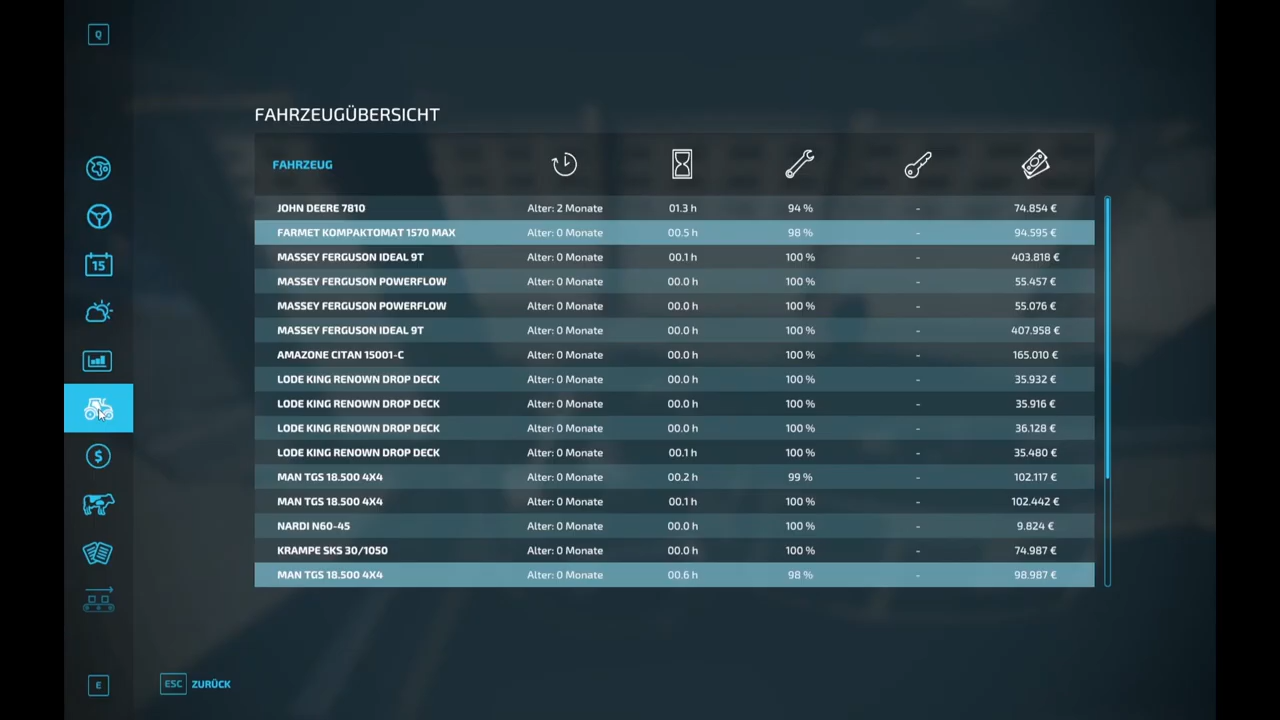 Q
FAHRZEUGÜBERSICHT
FAHRZEUG
15
JOHN DEERE 7810 Alter: 2 Monate 01.3 h 94 % - 74.854 €
FARMET KOMPAKTOMAT 1570 MAX Alter: 0 Monate 00.5 h 98 % - 94.595 €
MASSEY FERGUSON IDEAL 9T Alter: 0 Monate 00.1 h 100 % - 403.818 €
MASSEY FERGUSON POWERFLOW Alter: 0 Monate 00.0 h 100 % - 55.457 €
MASSEY FERGUSON POWERFLOW Alter: 0 Monate 00.0 h 100 % - 55.076 €
MASSEY FERGUSON IDEAL 9T Alter: 0 Monate 00.0 h 100 % - 407.958 €
AMAZONE CITAN 15001-C Alter: 0 Monate 00.0 h 100 % - 165.010 €
LODE KING RENOWN DROP DECK Alter: 0 Monate 00.0 h 100 % - 35.932 €
LODE KING RENOWN DROP DECK Alter: 0 Monate 00.0 h 100 % - 35.916 €
LODE KING RENOWN DROP DECK Alter: 0 Monate 00.0 h 100 % - 36.128 €
LODE KING RENOWN DROP DECK Alter: 0 Monate 00.1 h 100 % - 35.480 €
MAN TGS 18.500 4X4 Alter: 0 Monate 00.2 h 99 % - 102.117 €
MAN TGS 18.500 4X4 Alter: 0 Monate 00.1 h 100 % - 102.442 €
NARDI N60-45 Alter: 0 Monate 00.0 h 100 % - 9.824 €
KRAMPE SKS 30/1050 Alter: 0 Monate 00.0 h 100 % - 74.987 €
MAN TGS 18.500 4X4 Alter: 0 Monate 00.6 h 98 % - 98.987 €
E
ESC ZURÜCK